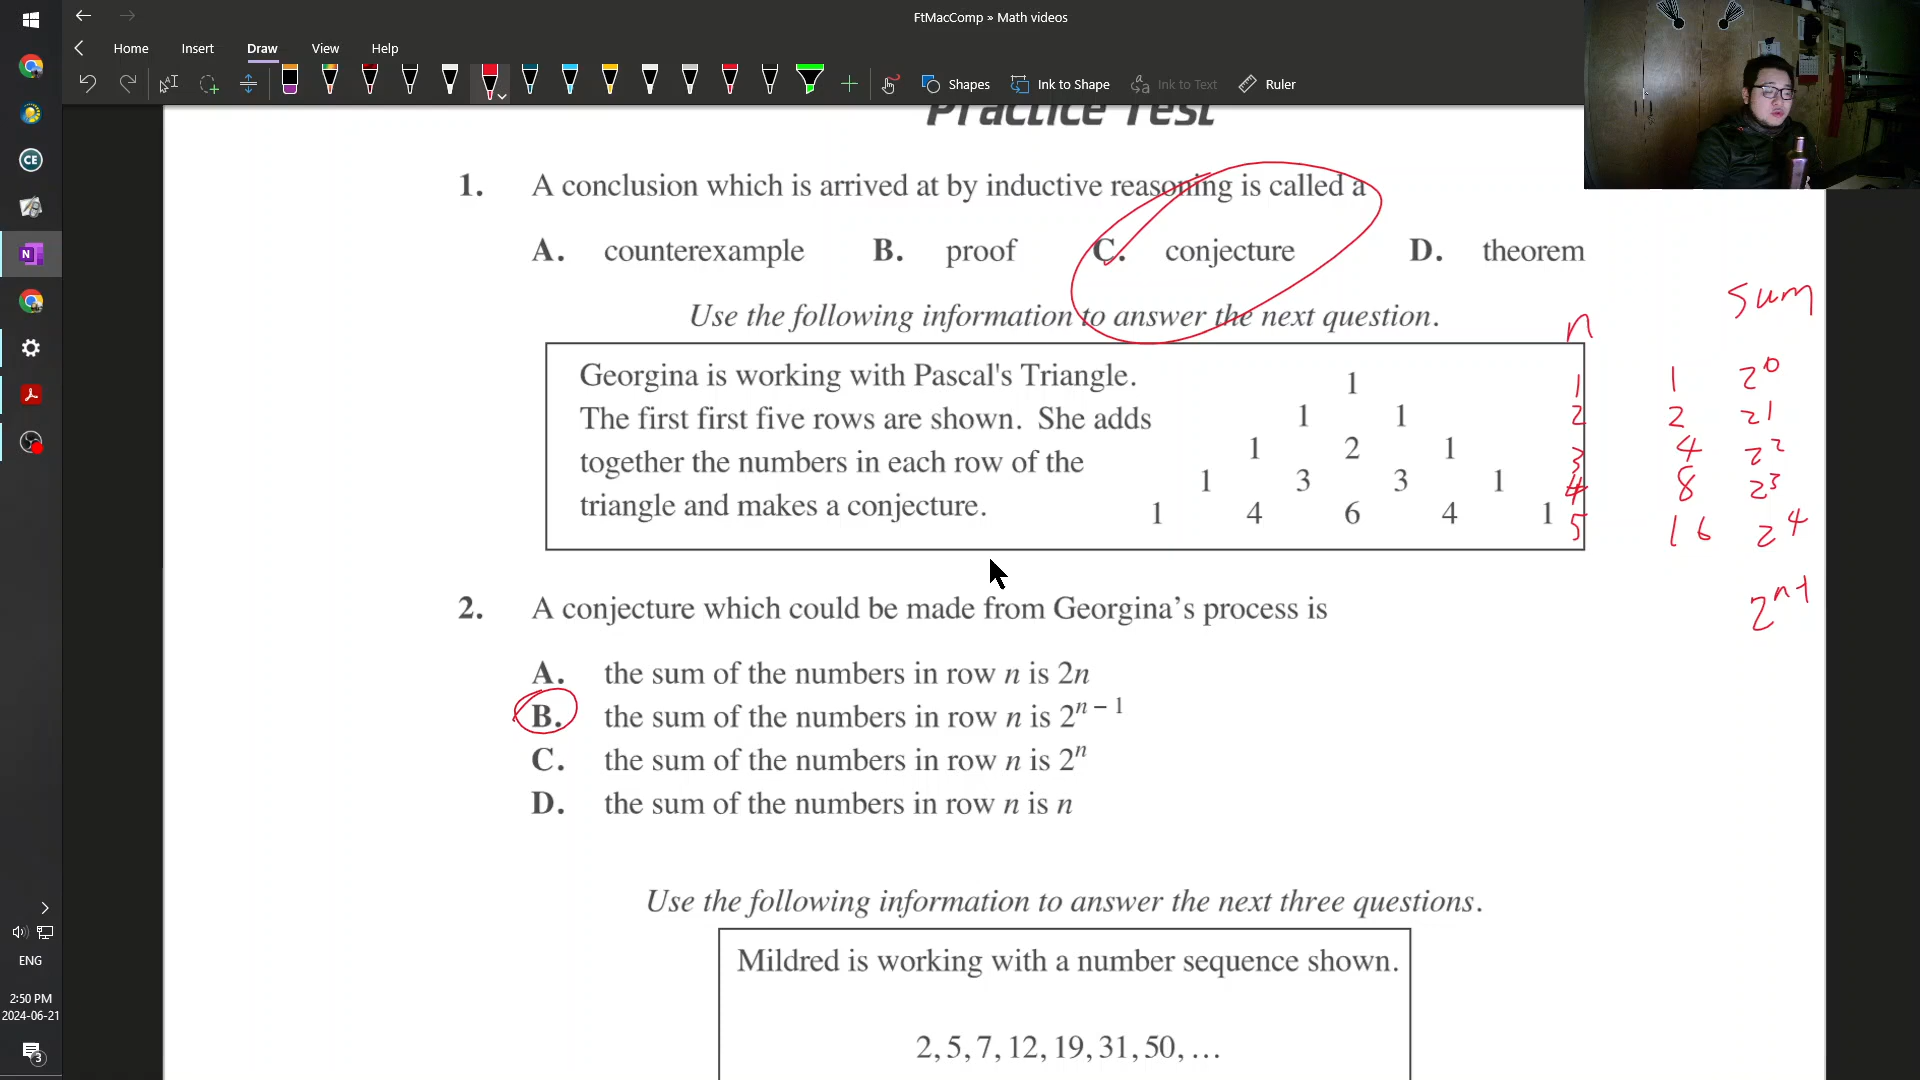 FtMacComp » Math videos
Home Insert Draw View Help
Shapes Ink to Shape Ink to Text Ruler
Practice Test
1. A conclusion which is arrived at by inductive reasoning is called a
A. counterexample B. proof C. conjecture D. theorem
Use the following information to answer the next question.
n sum
Georgina is working with Pascal's Triangle.
The first first five rows are shown. She adds
together the numbers in each row of the
triangle and makes a conjecture.
1
1 1
1 2 1
1 3 3 1
1 4 6 4 1
1 1 2⁰
2 2 2¹
3 4 2²
4 8 2³
5 16 2⁴
2ⁿ⁻¹
2. A conjecture which could be made from Georgina’s process is
A. the sum of the numbers in row n is 2n
B. the sum of the numbers in row n is 2ⁿ⁻¹
C. the sum of the numbers in row n is 2ⁿ
D. the sum of the numbers in row n is n
Use the following information to answer the next three questions.
Mildred is working with a number sequence shown.
2, 5, 7, 12, 19, 31, 50, …
CE
N
ENG
2:50 PM
2024-06-21
3